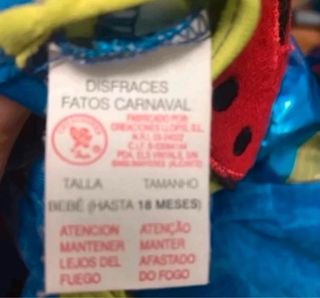 DISFRACES
FATOS CARNAVAL
FABRICADO POR
CREACIONES LLOPIS, S.L.
TALLA TAMANHO
BEBÉ (HASTA 18 MESES)
ATENCION ATENÇÃO
MANTENER MANTER
LEJOS DEL AFASTADO
FUEGO DO FOGO